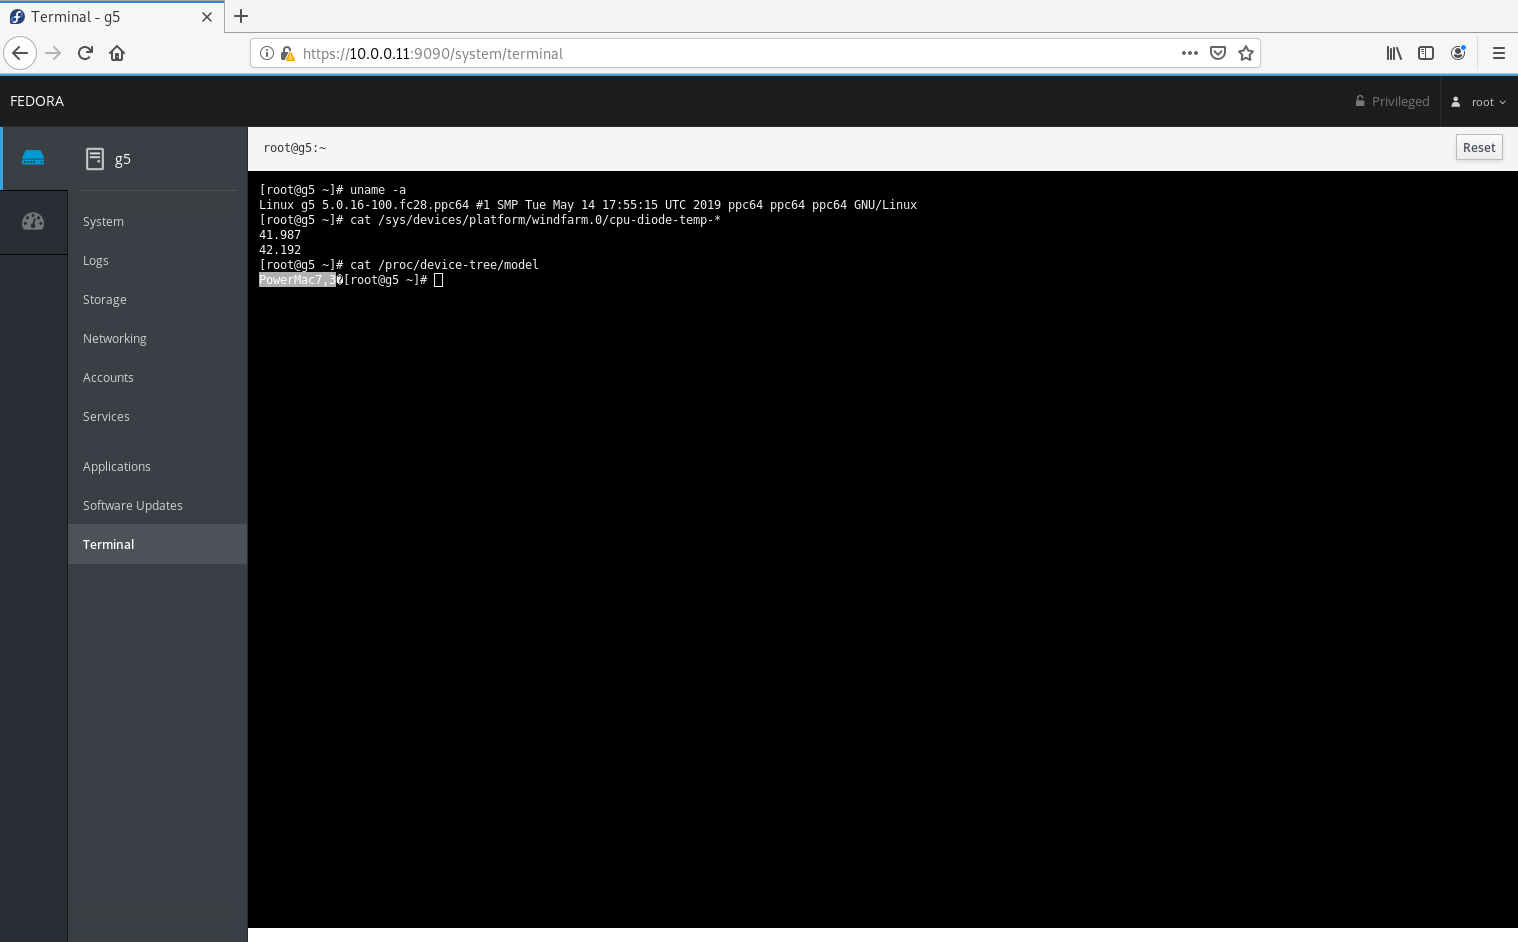 Terminal - g5
https://10.0.0.11:9090/system/terminal
FEDORA
Privileged
root
g5
System
Logs
Storage
Networking
Accounts
Services
Applications
Software Updates
Terminal
root@g5:~
Reset
[root@g5 ~]# uname -a
Linux g5 5.0.16-100.fc28.ppc64 #1 SMP Tue May 14 17:55:15 UTC 2019 ppc64 ppc64 ppc64 GNU/Linux
[root@g5 ~]# cat /sys/devices/platform/windfarm.0/cpu-diode-temp-*
41.987
42.192
[root@g5 ~]# cat /proc/device-tree/model
PowerMac7,3�[root@g5 ~]#